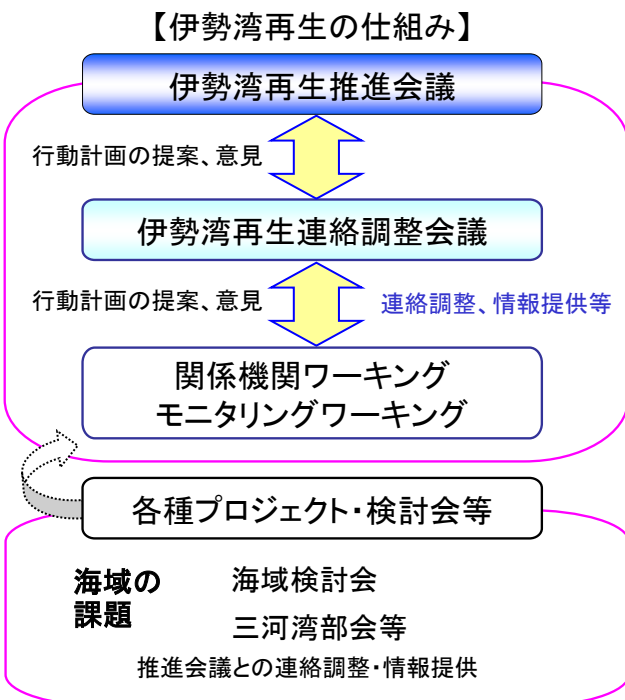 【伊勢湾再生の仕組み】
伊勢湾再生推進会議
行動計画の提案、意見
伊勢湾再生連絡調整会議
行動計画の提案、意見
連絡調整、情報提供等
関係機関ワーキング
モニタリングワーキング
各種プロジェクト・検討会等
海域の
課題
海域検討会
三河湾部会等
推進会議との連絡調整・情報提供